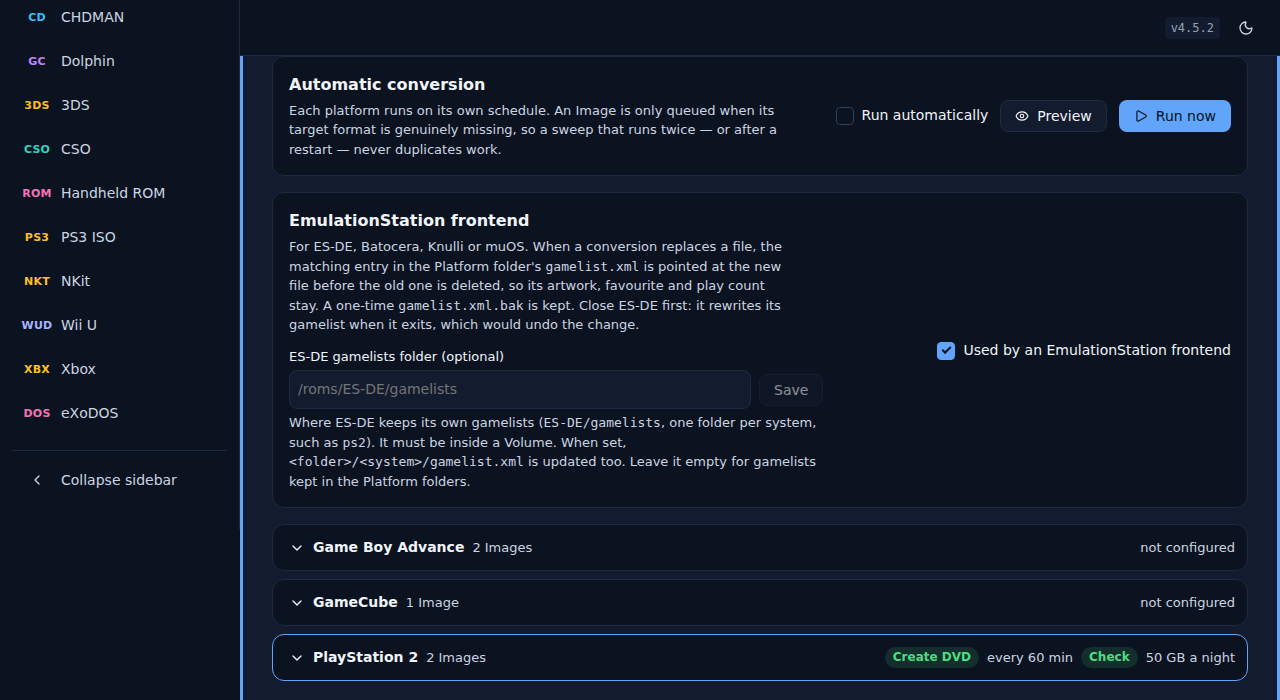 CD CHDMAN
GC Dolphin
3DS 3DS
CSO CSO
ROM Handheld ROM
PS3 PS3 ISO
NKT NKit
WUD Wii U
XBX Xbox
DOS eXoDOS
Collapse sidebar
v4.5.2
Automatic conversion
Each platform runs on its own schedule. An Image is only queued when its
target format is genuinely missing, so a sweep that runs twice — or after a
restart — never duplicates work.
Run automatically
Preview
Run now
EmulationStation frontend
For ES-DE, Batocera, Knulli or muOS. When a conversion replaces a file, the
matching entry in the Platform folder's gamelist.xml is pointed at the new
file before the old one is deleted, so its artwork, favourite and play count
stay. A one-time gamelist.xml.bak is kept. Close ES-DE first: it rewrites its
gamelist when it exits, which would undo the change.
ES-DE gamelists folder (optional)
/roms/ES-DE/gamelists
Save
Where ES-DE keeps its own gamelists (ES-DE/gamelists, one folder per system,
such as ps2). It must be inside a Volume. When set,
<folder>/<system>/gamelist.xml is updated too. Leave it empty for gamelists
kept in the Platform folders.
Used by an EmulationStation frontend
Game Boy Advance 2 Images not configured
GameCube 1 Image not configured
PlayStation 2 2 Images Create DVD every 60 min Check 50 GB a night